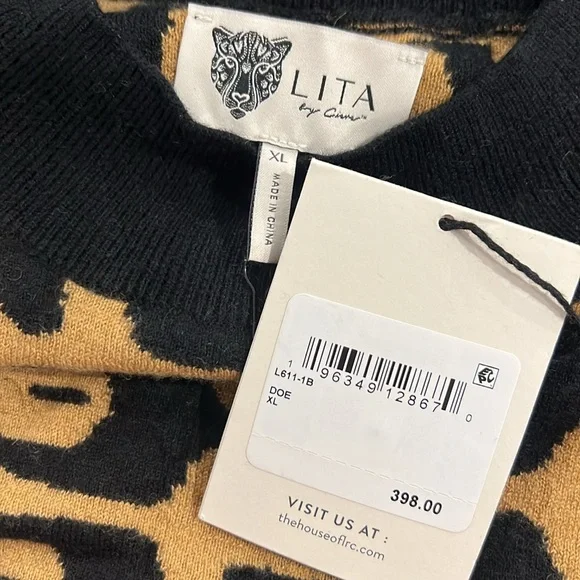 LITA
by Ciara™
XL
MADE IN CHINA
1 96349 12867 0
L611-1B
DOE
XL
398.00
VISIT US AT :
thehouseoflrc.com